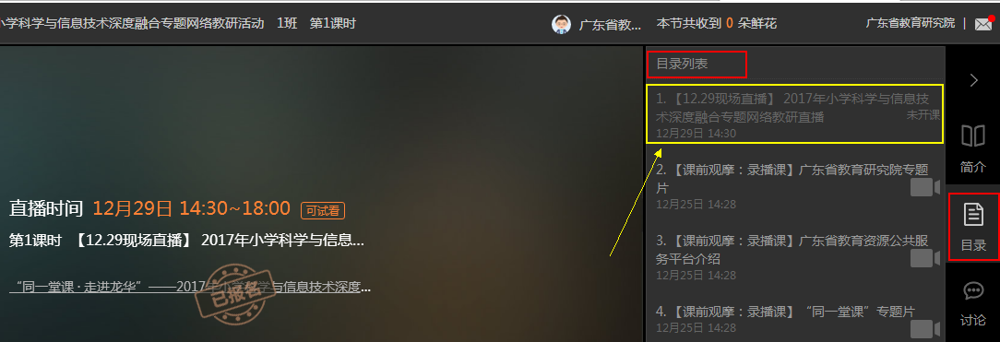 小学科学与信息技术深度融合专题网络教研活动 1班 第1课时
广东省教...
本节共收到 0 朵鲜花
广东省教育研究院 |
直播时间 12月29日 14:30~18:00 可试看
第1课时 【12.29现场直播】 2017年小学科学与信息...
“同一堂课 · 走进龙华”——2017年小学科学与信息技术深度...
已报名
目录列表
1. 【12.29现场直播】 2017年小学科学与信息技
术深度融合专题网络教研直播
未开课
12月29日 14:30
2. 【课前观摩：录播课】广东省教育研究院专题
片
12月25日 14:28
3. 【课前观摩：录播课】广东省教育资源公共服
务平台介绍
12月25日 14:28
4. 【课前观摩：录播课】 “同一堂课”专题片
12月25日 14:28
简介
目录
讨论